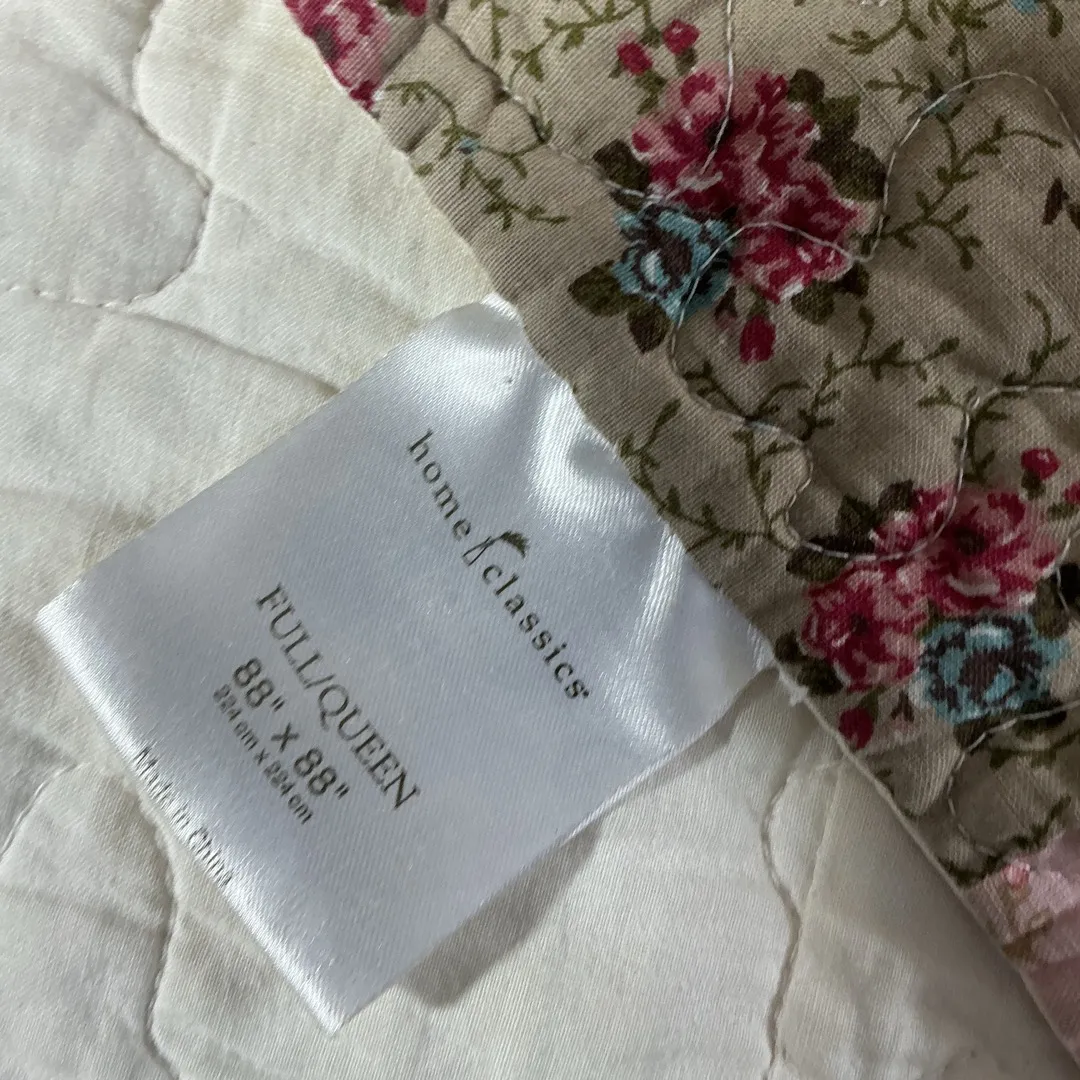 home classics®
FULL/QUEEN
88" x 88"
224 cm x 224 cm
Made in China